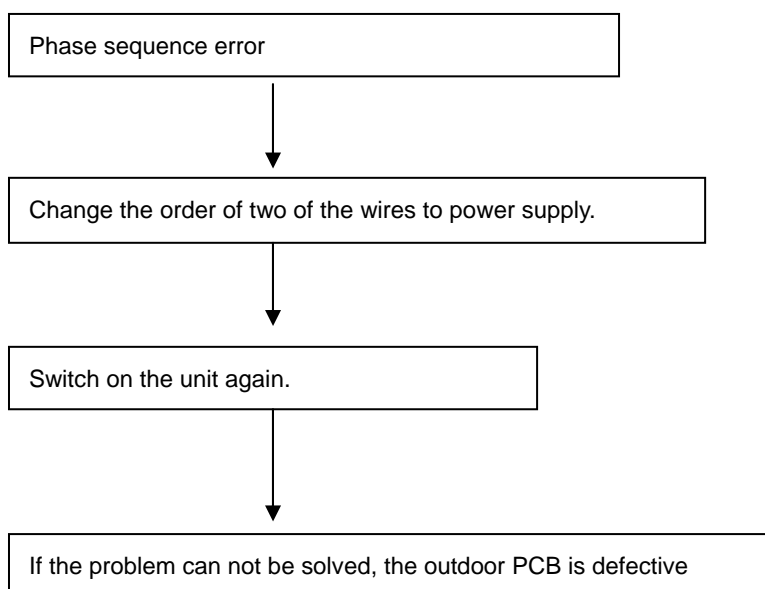 Phase sequence error
Change the order of two of the wires to power supply.
Switch on the unit again.
If the problem can not be solved, the outdoor PCB is defective